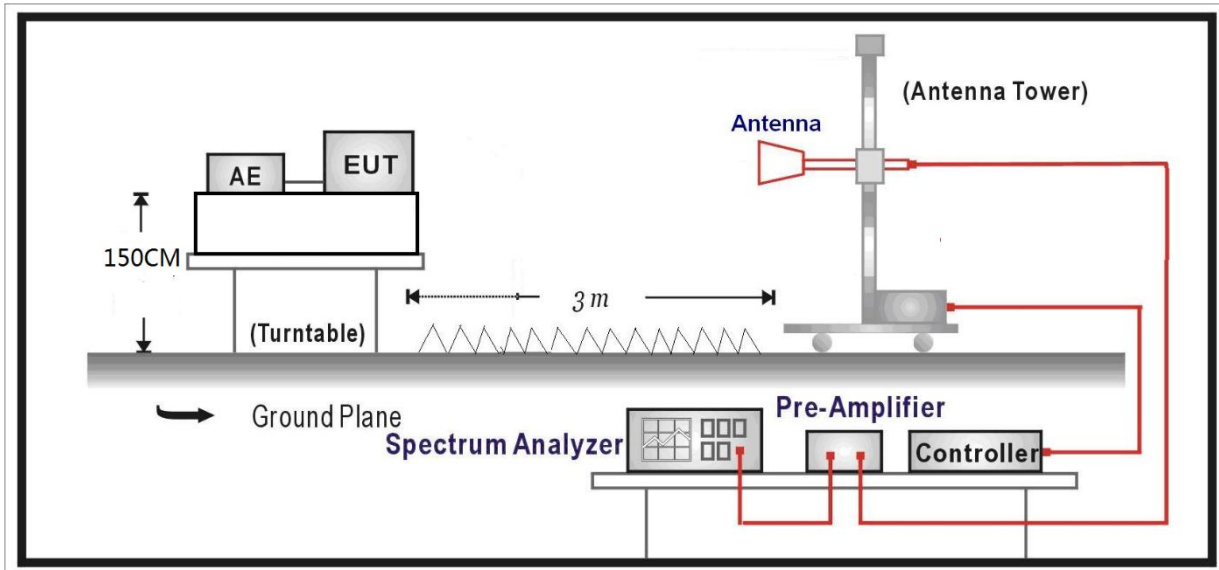 (Antenna Tower)
Antenna
EUT
AE
150CM
3 m
(Turntable)
Ground Plane
Pre-Amplifier
Spectrum Analyzer
Controller